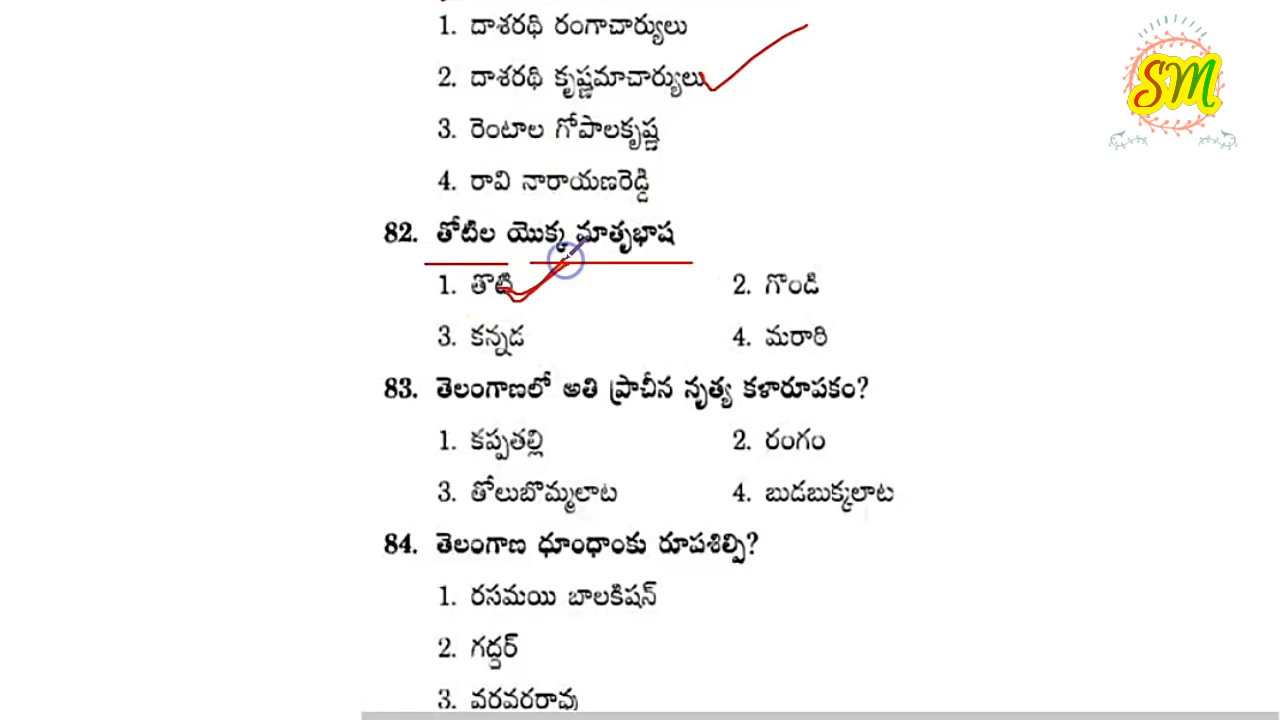 1. దాశరథి రంగాచార్యులు
2. దాశరథి కృష్ణమాచార్యులు
3. రెంటాల గోపాలకృష్ణ
4. రావి నారాయణరెడ్డి
82. తోటిల యొక్క మాతృభాష
1. తొటి 2. గొండి
3. కన్నడ 4. మరారి
83. తెలంగాణలో అతి ప్రాచీన నృత్య కళారూపకం?
1. కప్పతల్లి 2. రంగం
3. తోలుబొమ్మలాట 4. బుడబుక్కలాట
84. తెలంగాణ ధూంధాంకు రూపశిల్పి?
1. రసమయి బాలకిషన్
2. గద్దర్
3. వరవరరావు
SM